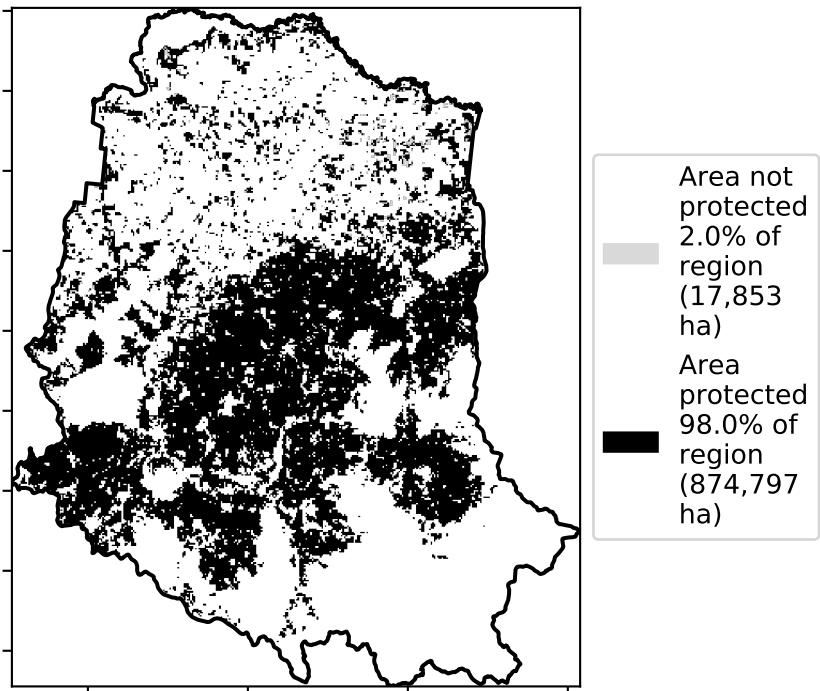 Area not
protected
2.0% of
region
(17,853
ha)
Area
protected
98.0% of
region
(874,797
ha)